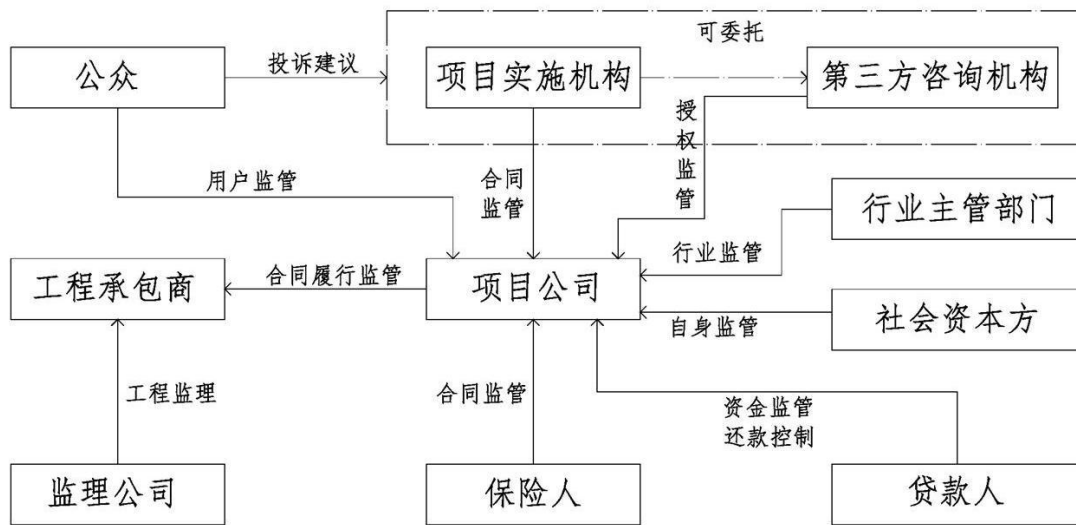 可委托
公众
投诉建议
项目实施机构
第三方咨询机构
授
权
监
管
用户监管
合同
监管
行业主管部门
行业监管
工程承包商
合同履行监管
项目公司
社会资本方
自身监管
工程监理
合同监管
资金监管
还款控制
监理公司
保险人
贷款人